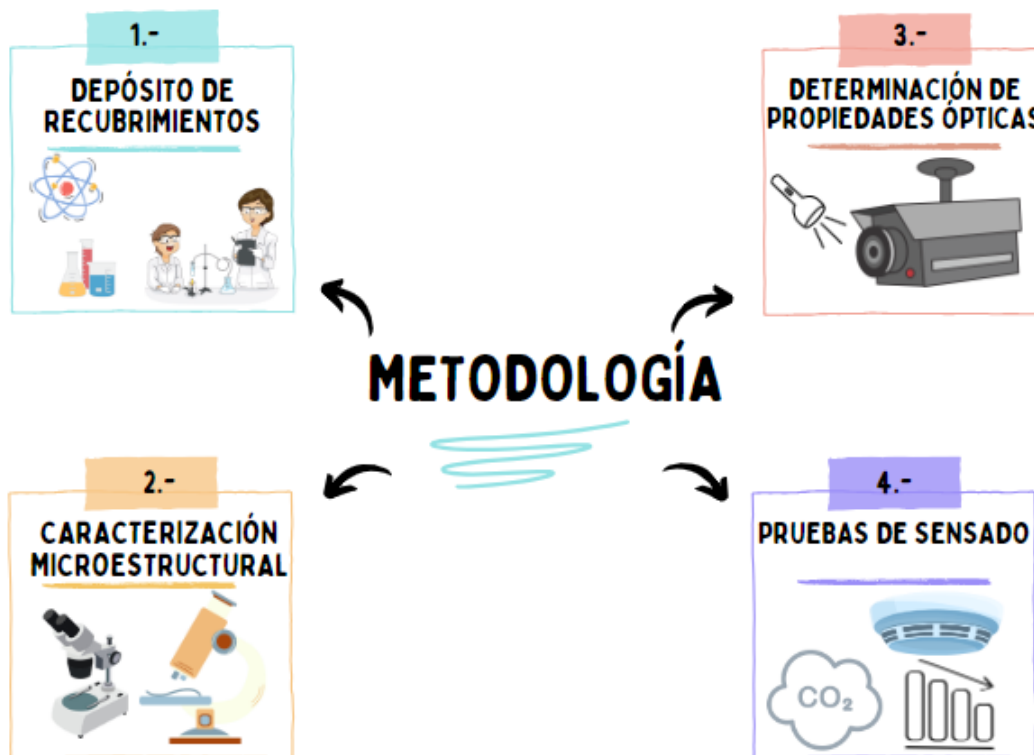 1.-
DEPÓSITO DE
RECUBRIMIENTOS
3.-
DETERMINACIÓN DE
PROPIEDADES ÓPTICAS
METODOLOGÍA
2.-
CARACTERIZACIÓN
MICROESTRUCTURAL
4.-
PRUEBAS DE SENSADO
CO₂